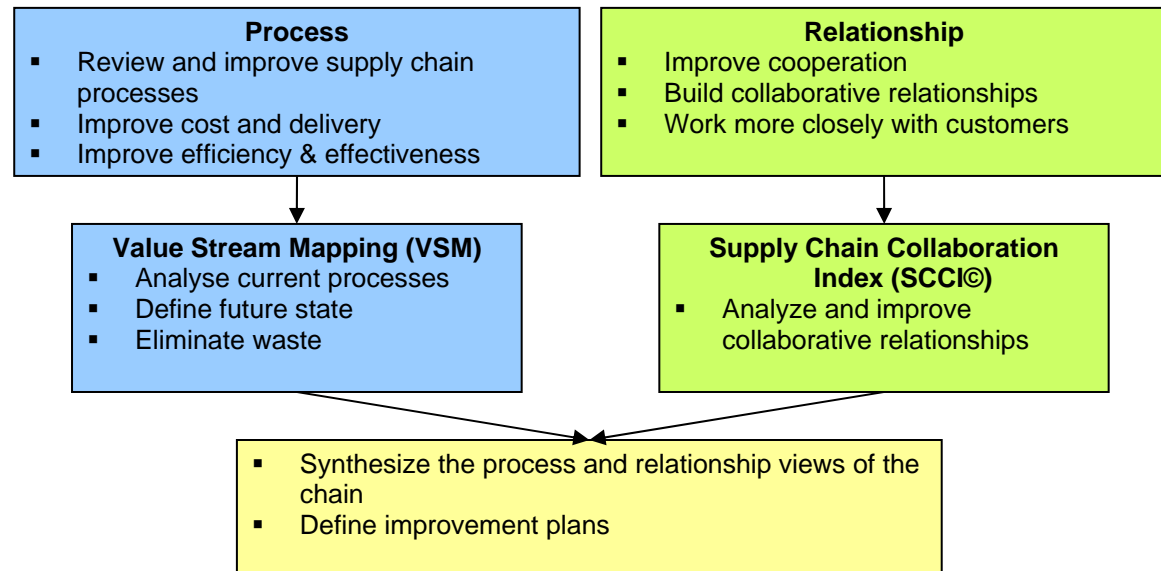 Process
▪ Review and improve supply chain
processes
▪ Improve cost and delivery
▪ Improve efficiency & effectiveness
Relationship
▪ Improve cooperation
▪ Build collaborative relationships
▪ Work more closely with customers
Value Stream Mapping (VSM)
▪ Analyse current processes
▪ Define future state
▪ Eliminate waste
Supply Chain Collaboration
Index (SCCI©)
▪ Analyze and improve
collaborative relationships
▪ Synthesize the process and relationship views of the
chain
▪ Define improvement plans